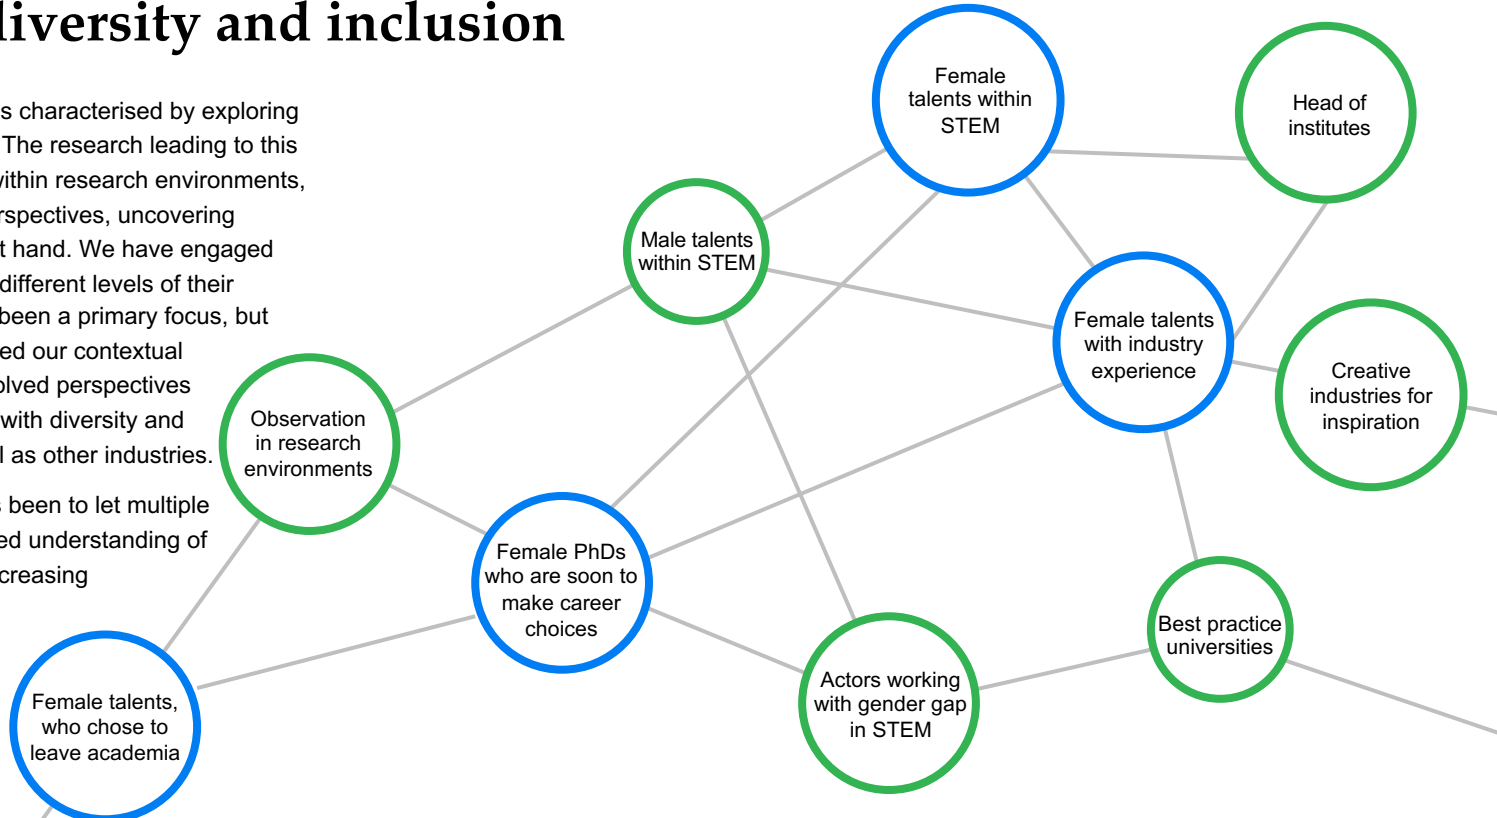 diversity and inclusion
s characterised by exploring
The research leading to this
within research environments,
rspectives, uncovering
t hand. We have engaged
different levels of their
been a primary focus, but
ed our contextual
olved perspectives
with diversity and
l as other industries.
s been to let multiple
ed understanding of
creasing
Female
talents within
STEM
Head of
institutes
Male talents
within STEM
Female talents
with industry
experience
Creative
industries for
inspiration
Observation
in research
environments
Female PhDs
who are soon to
make career
choices
Best practice
universities
Actors working
with gender gap
in STEM
Female talents,
who chose to
leave academia